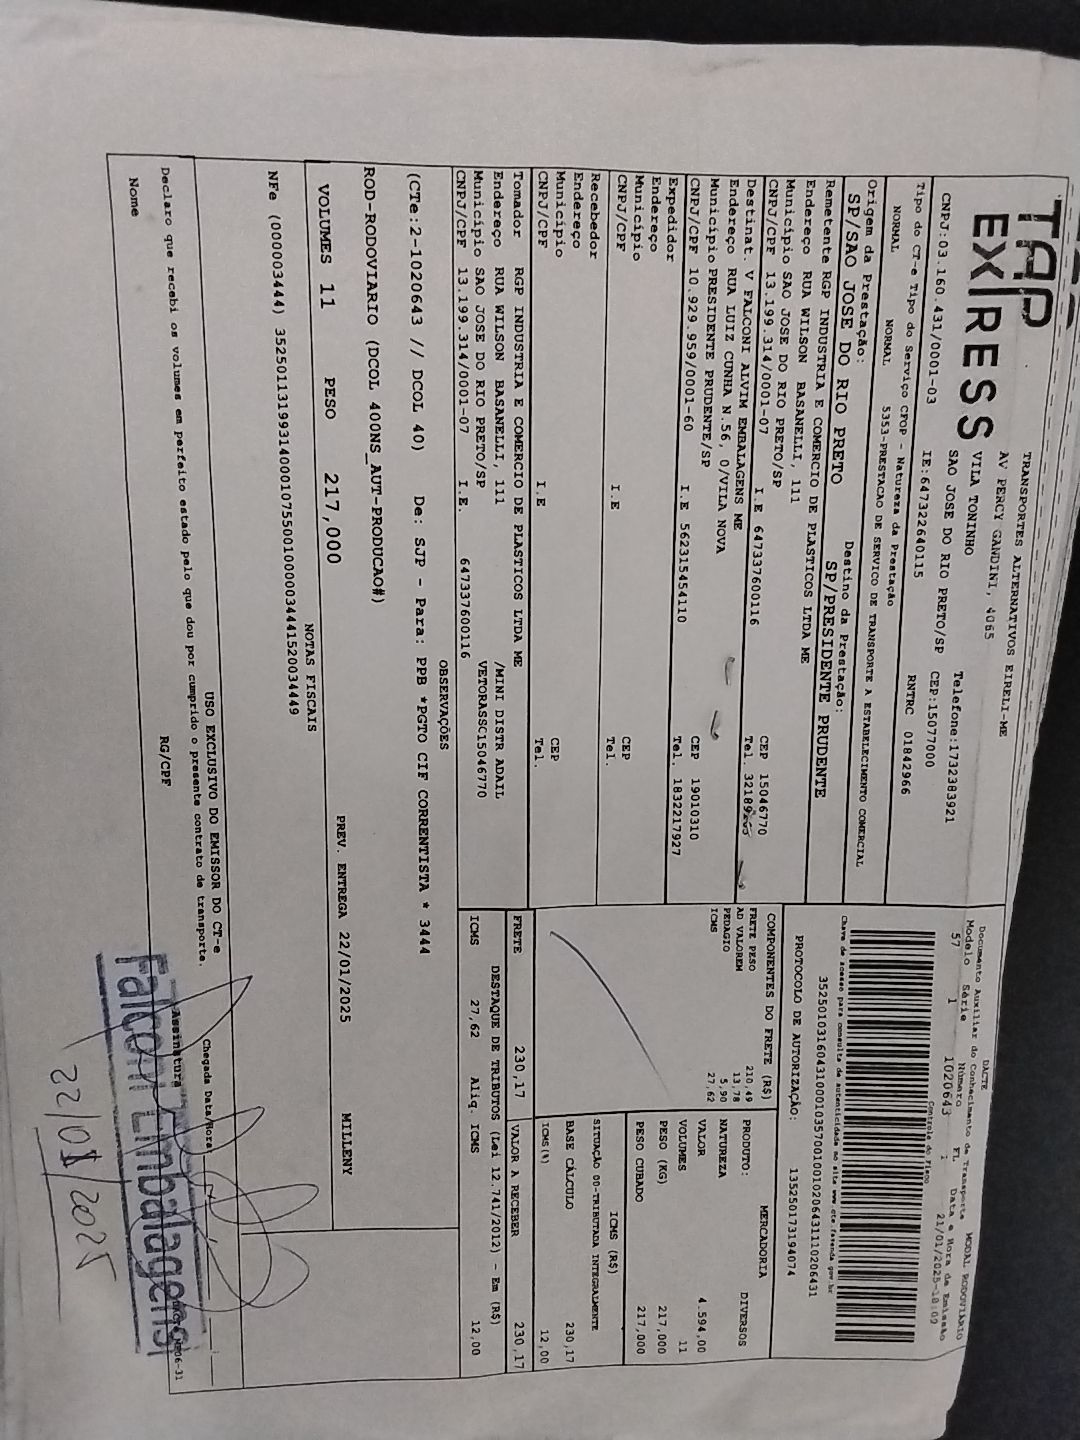 TAP EXPRESS
TRANSPORTES ALTERNATIVOS EIRELI-ME
AV PERCY GANDINI, 4065
VILA TONINHO
SAO JOSE DO RIO PRETO/SP CEP:15077000
Telefone:1732383921
CNPJ:03.160.431/0001-03 IE:647322640115 RNTRC 01842966
Tipo do CT-e Tipo do Serviço CFOP - Natureza da Prestação
NORMAL NORMAL 5353-PRESTACAO DE SERVICO DE TRANSPORTE A ESTABELECIMENTO COMERCIAL
Origem da Prestação: Destino da Prestação:
SP/SAO JOSE DO RIO PRETO SP/PRESIDENTE PRUDENTE
Remetente RGP INDUSTRIA E COMERCIO DE PLASTICOS LTDA ME
Endereço RUA WILSON BASANELLI, 111
Município SAO JOSE DO RIO PRETO/SP CEP 15046770
CNPJ/CPF 13.199.314/0001-07 I.E 647337600116 Tel.
Destinat. V FALCONI ALVIM EMBALAGENS ME
Endereço RUA LUIZ CUNHA N.56, 0/VILA NOVA
Município PRESIDENTE PRUDENTE/SP CEP 19010310
CNPJ/CPF 10.929.959/0001-60 I.E 562315454110 Tel. 1832217927
Expedidor
Endereço
Município CEP
CNPJ/CPF I.E Tel.
Recebedor
Endereço
Município CEP
CNPJ/CPF I.E Tel.
Tomador RGP INDUSTRIA E COMERCIO DE PLASTICOS LTDA ME
Endereço RUA WILSON BASANELLI, 111 /MINI DISTR ADAIL
Município SAO JOSE DO RIO PRETO/SP VETORASSC15046770
CNPJ/CPF 13.199.314/0001-07 I.E. 647337600116
DACTE MODAL RODOVIÁRIO
Documento Auxiliar do Conhecimento de Transporte
Modelo Série Número FL Data e Hora de Emissão
57 1 1020643 1 21/01/2025-18:09
Controle do Fisco
Chave de acesso para consulta de autenticidade no site www.cte.fazenda.gov.br
35250103160431000103570010010206431110206431
PROTOCOLO DE AUTORIZAÇÃO: 135250173194074
COMPONENTES DO FRETE (R$)
FRETE PESO 210,49
AD VALOREM 13,78
PEDAGIO 5,90
ICMS 27,62
MERCADORIA
PRODUTO: DIVERSOS
NATUREZA
VALOR 4.594,00
VOLUMES 11
PESO (KG) 217,000
PESO CUBADO 217,000
ICMS (R$)
SITUAÇÃO 00-TRIBUTADA INTEGRALMENTE
BASE CÁLCULO 230,17
ICMS(%) 12,00
FRETE 230,17 VALOR A RECEBER 230,17
DESTAQUE DE TRIBUTOS (Lei 12.741/2012) - Em (R$)
ICMS 27,62 Aliq. ICMS 12,00
OBSERVAÇÕES
(CTe:2-1020643 // DCOL 40) De: SJP - Para: PPB *PGTO CIF CORRENTISTA * 3444
ROD-RODOVIARIO (DCOL 400NS_AUT-PRODUCAO#)
VOLUMES 11 PESO 217,000 PREV. ENTREGA 22/01/2025 MILLENY
NOTAS FISCAIS
NFe (000003444) 35250113199314000107550010000034441520034449
USO EXCLUSIVO DO EMISSOR DO CT-e
Declaro que recebi os volumes em perfeito estado pelo que dou por cumprido o presente contrato de transporte.
Chegada Data/Hora:
Nome RG/CPF Assinatura
Falconi Embalagens
22/01/2025